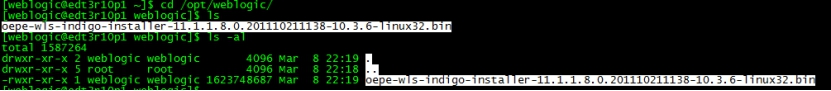 [weblogic@edt3r10p1 ~]$ cd /opt/weblogic/
[weblogic@edt3r10p1 weblogic]$ ls
oepe-wls-indigo-installer-11.1.1.8.0.201110211138-10.3.6-linux32.bin
[weblogic@edt3r10p1 weblogic]$ ls -al
total 1587264
drwxr-xr-x 2 weblogic weblogic       4096 Mar  8 22:19 .
drwxr-xr-x 5 root     root           4096 Mar  8 22:18 ..
-rwxr-xr-x 1 weblogic weblogic 1623748687 Mar  8 22:19 oepe-wls-indigo-installer-11.1.1.8.0.201110211138-10.3.6-linux32.bin